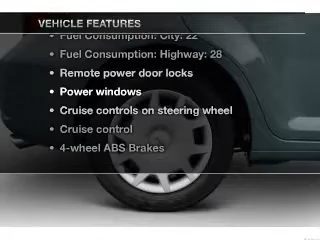 VEHICLE FEATURES
• Fuel Consumption: City: 22
• Fuel Consumption: Highway: 28
• Remote power door locks
• Power windows
• Cruise controls on steering wheel
• Cruise control
• 4-wheel ABS Brakes